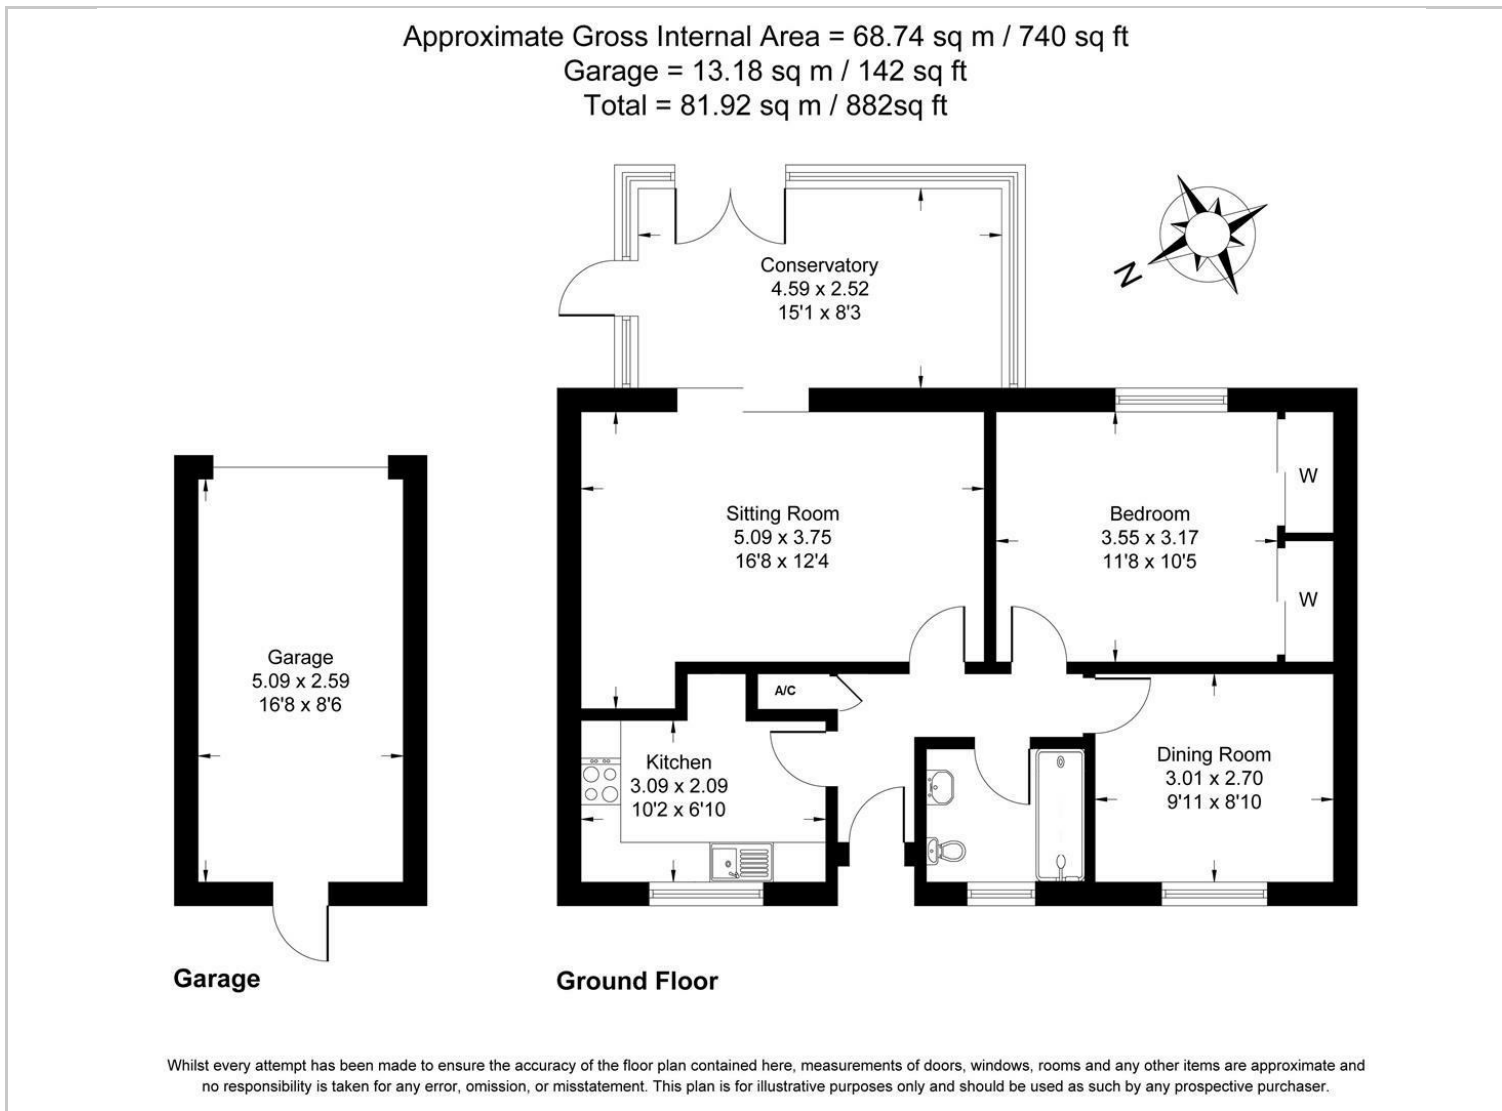 Approximate Gross Internal Area = 68.74 sq m / 740 sq ft
Garage = 13.18 sq m / 142 sq ft
Total = 81.92 sq m / 882sq ft
N
Conservatory
4.59 x 2.52
15'1 x 8'3
Sitting Room
5.09 x 3.75
16'8 x 12'4
Bedroom
3.55 x 3.17
11'8 x 10'5
W
W
Garage
5.09 x 2.59
16'8 x 8'6
A/C
Kitchen
3.09 x 2.09
10'2 x 6'10
Dining Room
3.01 x 2.70
9'11 x 8'10
Garage
Ground Floor
Whilst every attempt has been made to ensure the accuracy of the floor plan contained here, measurements of doors, windows, rooms and any other items are approximate and
no responsibility is taken for any error, omission, or misstatement. This plan is for illustrative purposes only and should be used as such by any prospective purchaser.